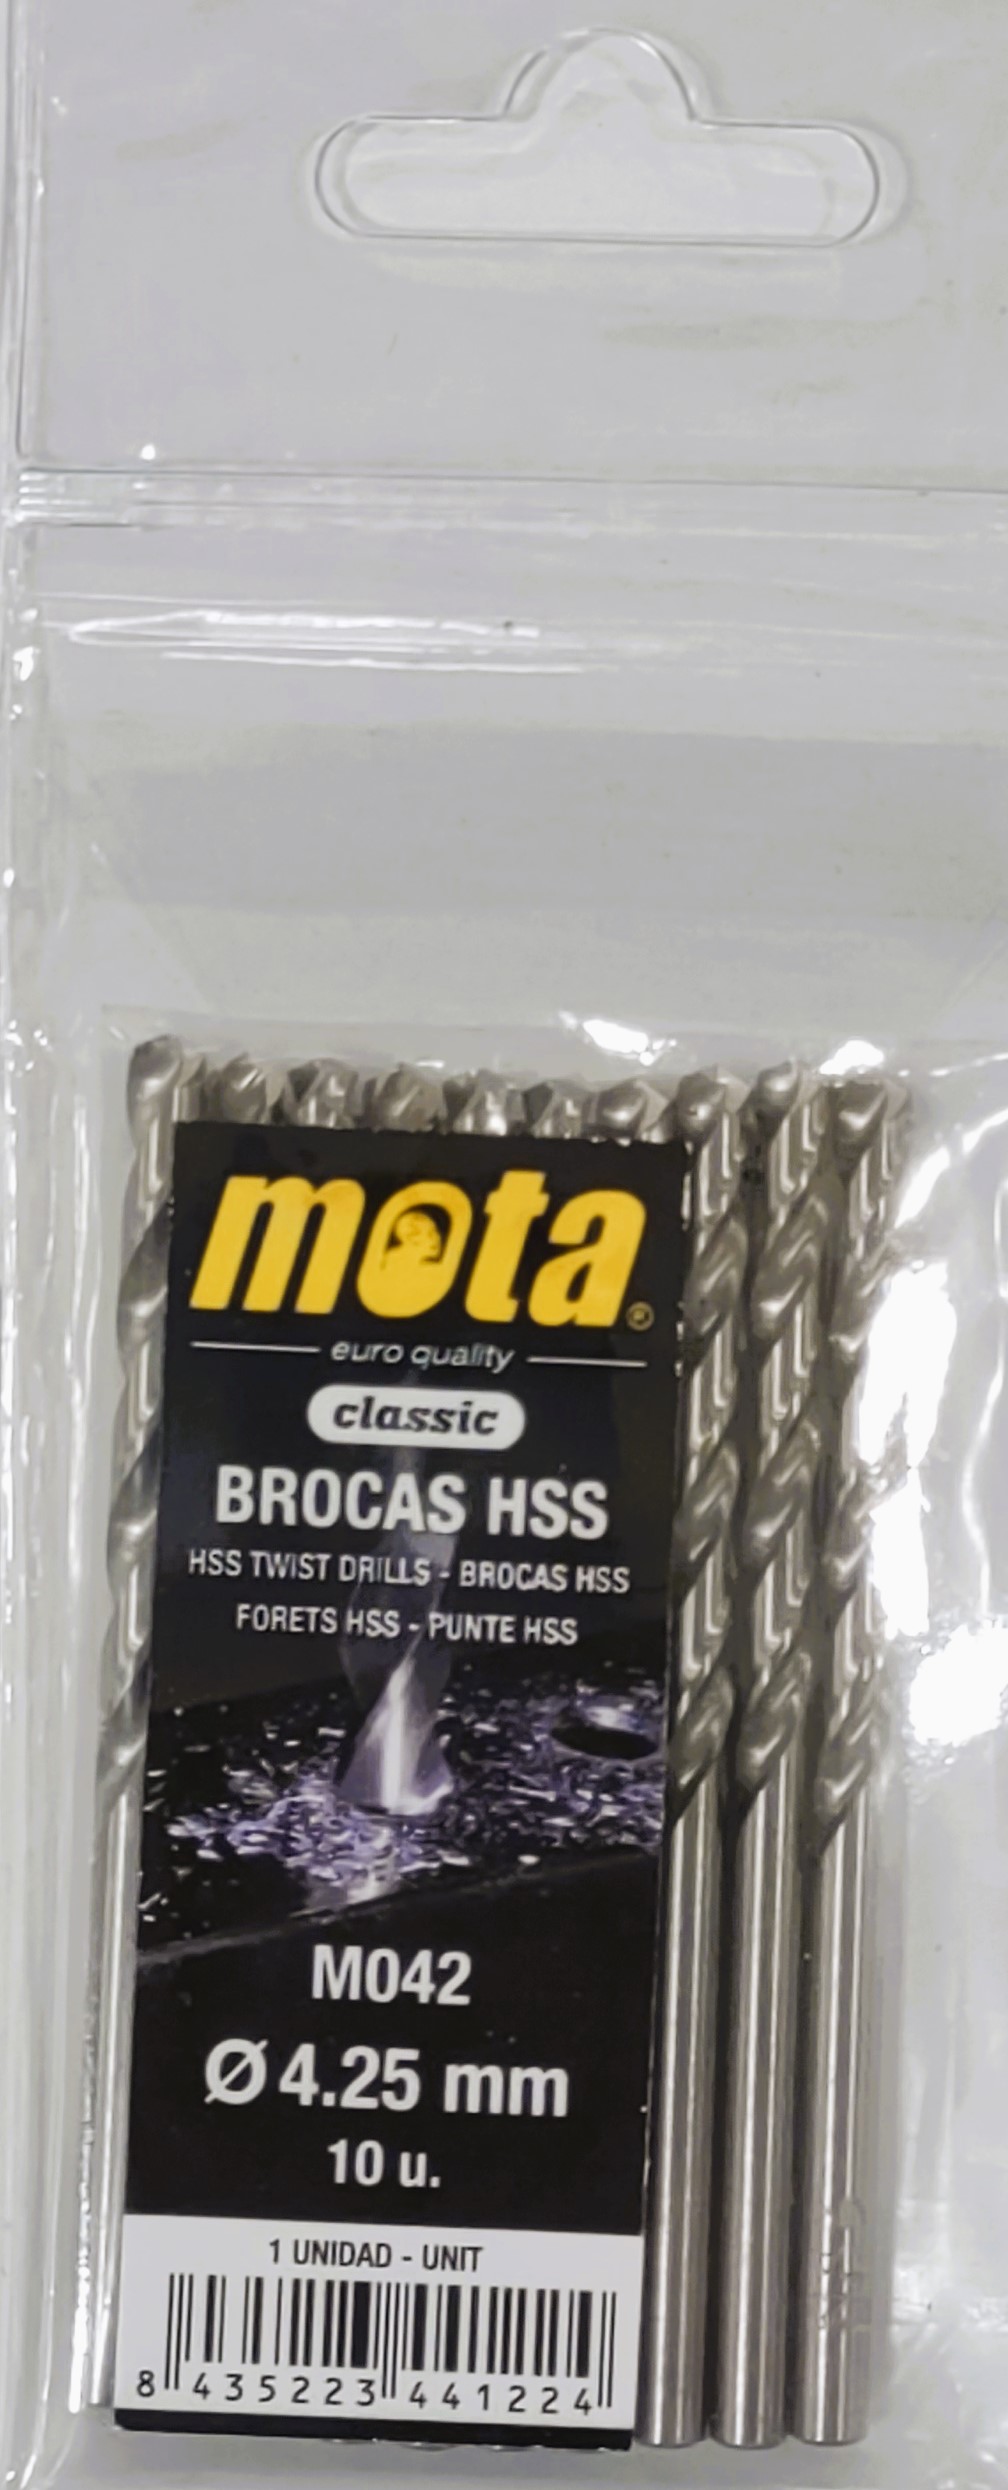 mota®
euro quality
classic
BROCAS HSS
HSS TWIST DRILLS - BROCAS HSS
FORETS HSS - PUNTE HSS
M042
Ø 4.25 mm
10 u.
1 UNIDAD - UNIT
8 435223 441224